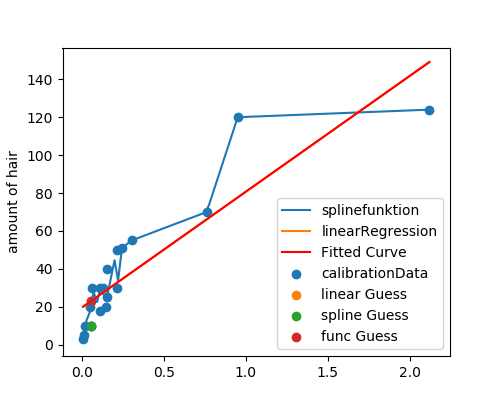 140
120
100
80
60
40
20
0
amount of hair
splinefunktion
linearRegression
Fitted Curve
calibrationData
linear Guess
spline Guess
func Guess
0.0 0.5 1.0 1.5 2.0